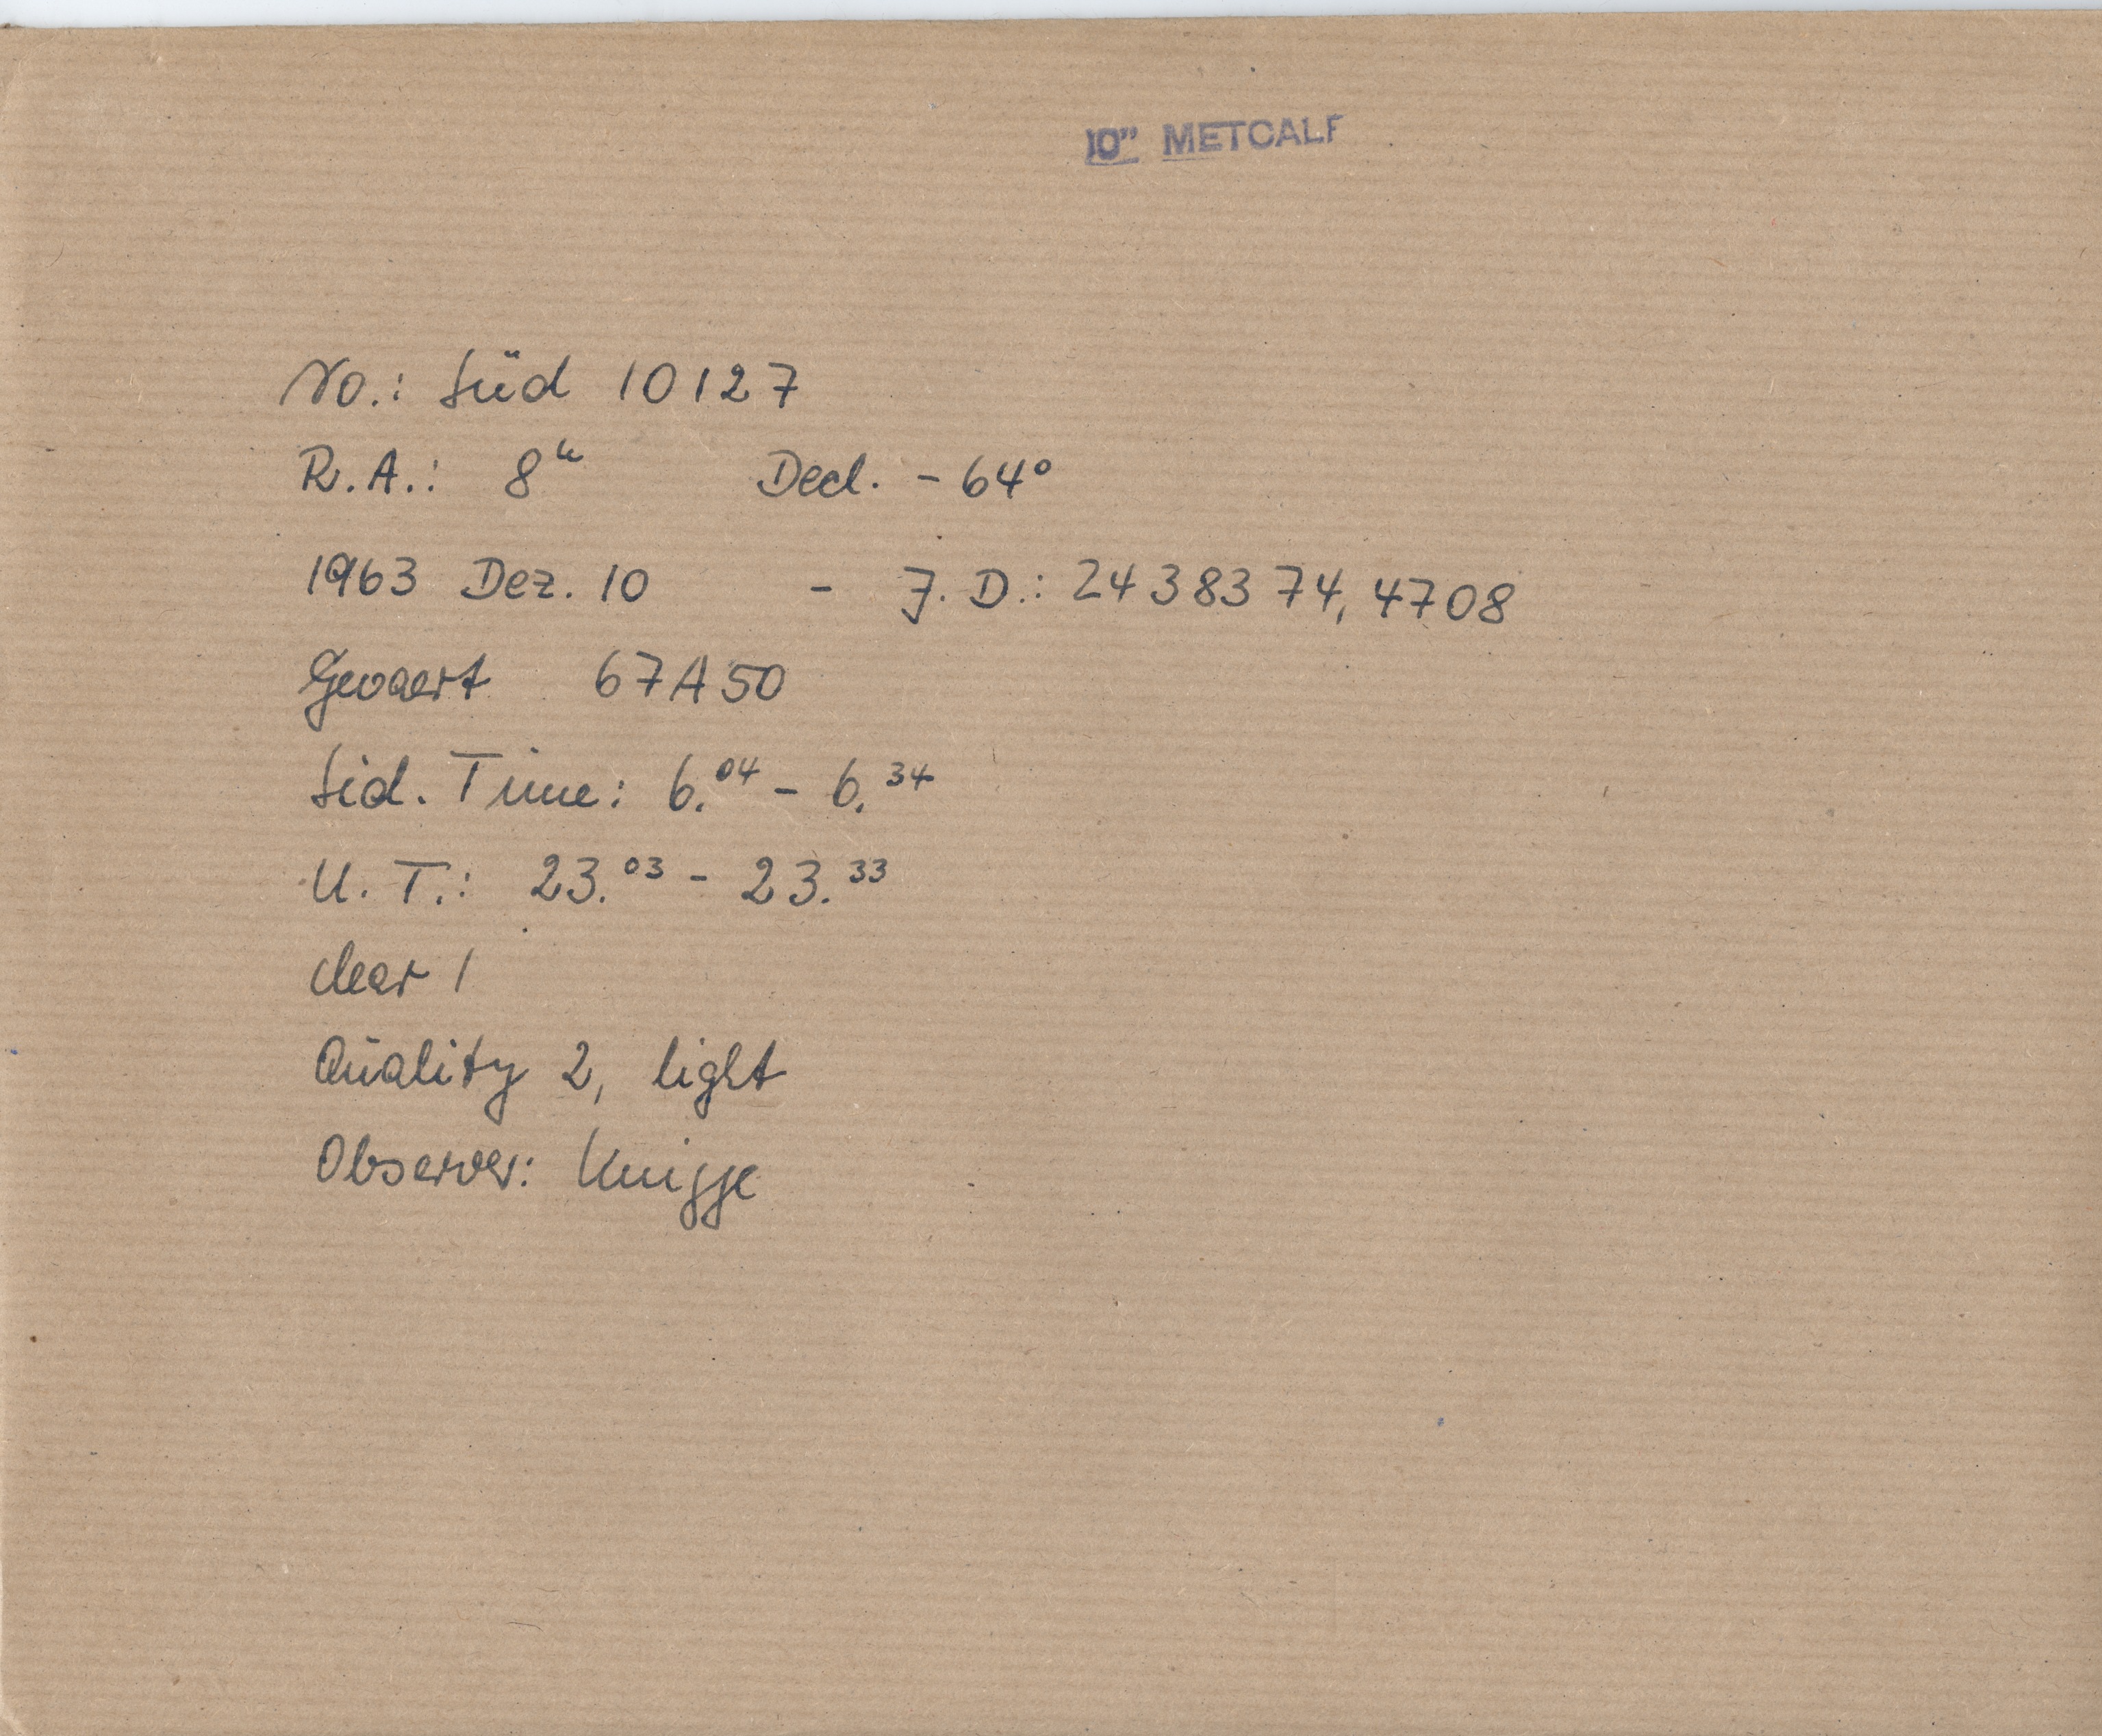 10" METCALF
No.: Süd 10127
R.A.: 8ʰ Decl. - 64°
1963 Dez. 10 - J.D.: 2438374,4708
Gevaert 67A50
Sid. Time: 6.⁰⁴ - 6.³⁴
U.T.: 23.⁰³ - 23.³³
clear 1
Quality 2, light
Observer: Knigge